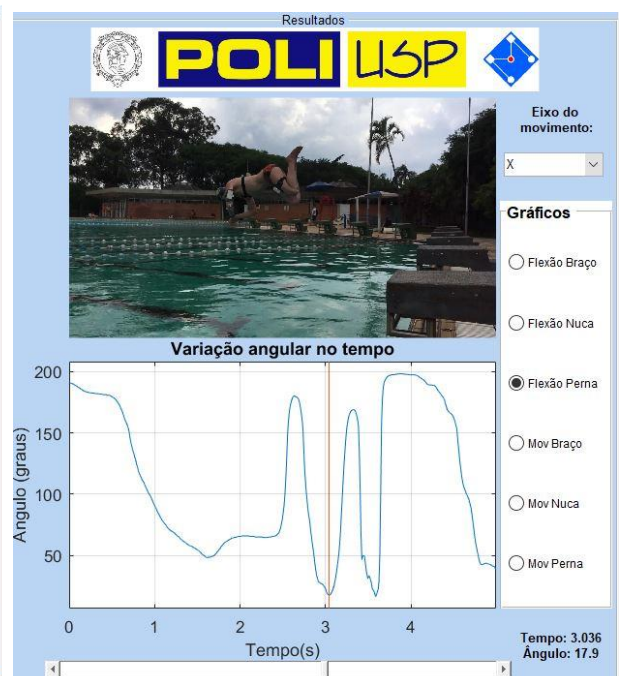 Resultados
POLI USP
Eixo do
movimento:
X
Gráficos
Flexão Braço
Flexão Nuca
Flexão Perna
Mov Braço
Mov Nuca
Mov Perna
Variação angular no tempo
Angulo (graus)
200
150
100
50
0 1 2 3 4
Tempo(s)
Tempo: 3.036
Ângulo: 17.9